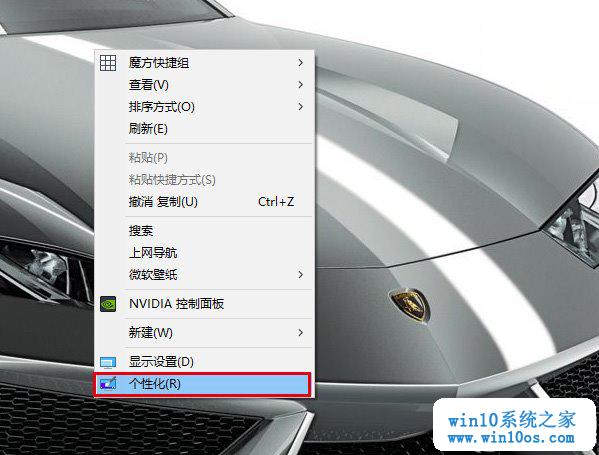 魔方快捷组
查看(V)
排序方式(O)
刷新(E)
粘贴(P)
粘贴快捷方式(S)
撤消 复制(U) Ctrl+Z
搜索
上网导航
微软壁纸
NVIDIA 控制面板
新建(W)
显示设置(D)
个性化(R)
win10系统之家
www.win10os.com